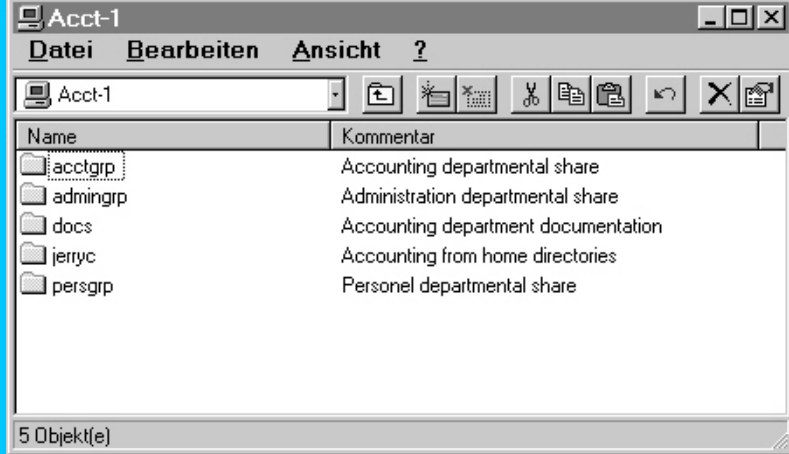 Acct-1
Datei Bearbeiten Ansicht ?
Acct-1
Name Kommentar
acctgrp Accounting departmental share
admingrp Administration departmental share
docs Accounting department documentation
jerryc Accounting from home directories
persgrp Personel departmental share
5 Objekt(e)